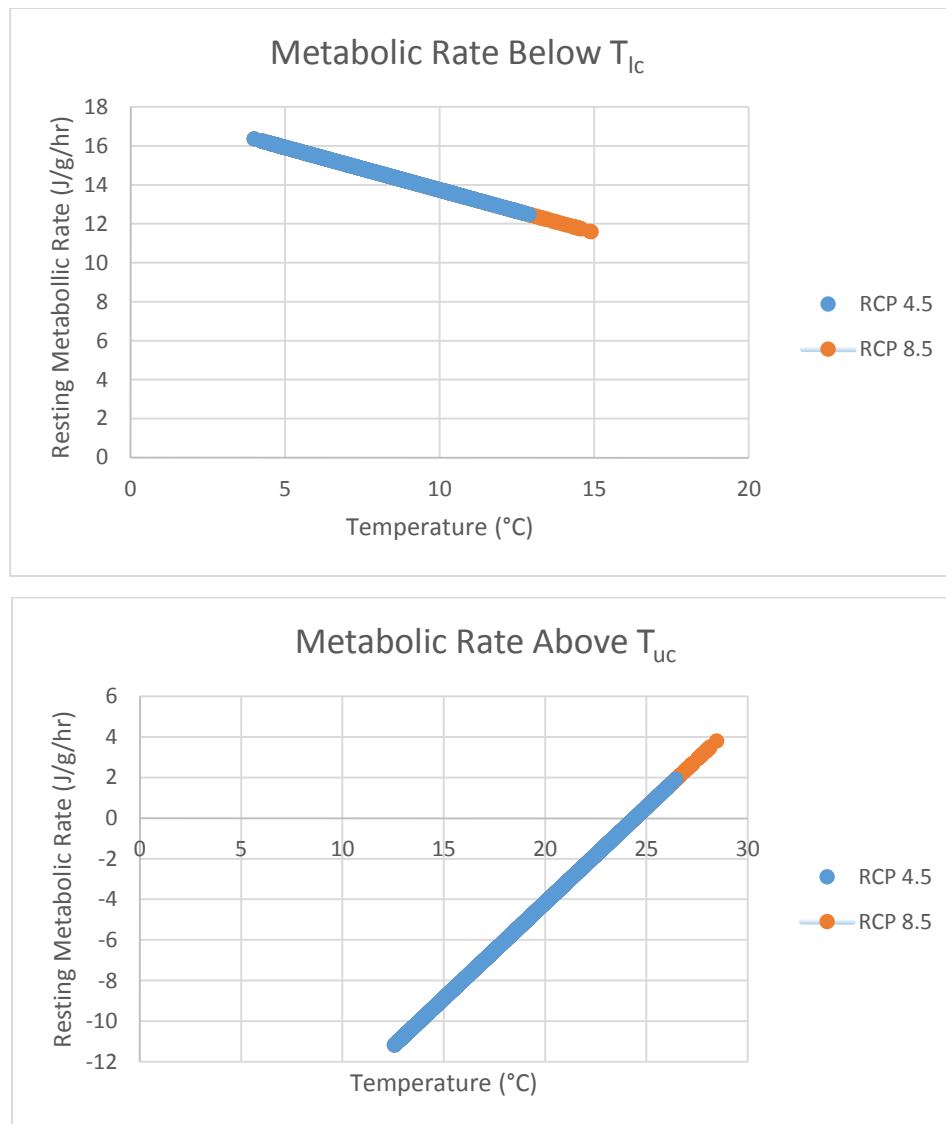 Metabolic Rate Below Tlc
Resting Metabollic Rate (J/g/hr)
18
16
14
12
10
8
6
4
2
0
0 5 10 15 20
Temperature (°C)
RCP 4.5
RCP 8.5
Metabolic Rate Above Tuc
Resting Metabolic Rate (J/g/hr)
6
4
2
0
-2
-4
-6
-8
-10
-12
0 5 10 15 20 25 30
Temperature (°C)
RCP 4.5
RCP 8.5